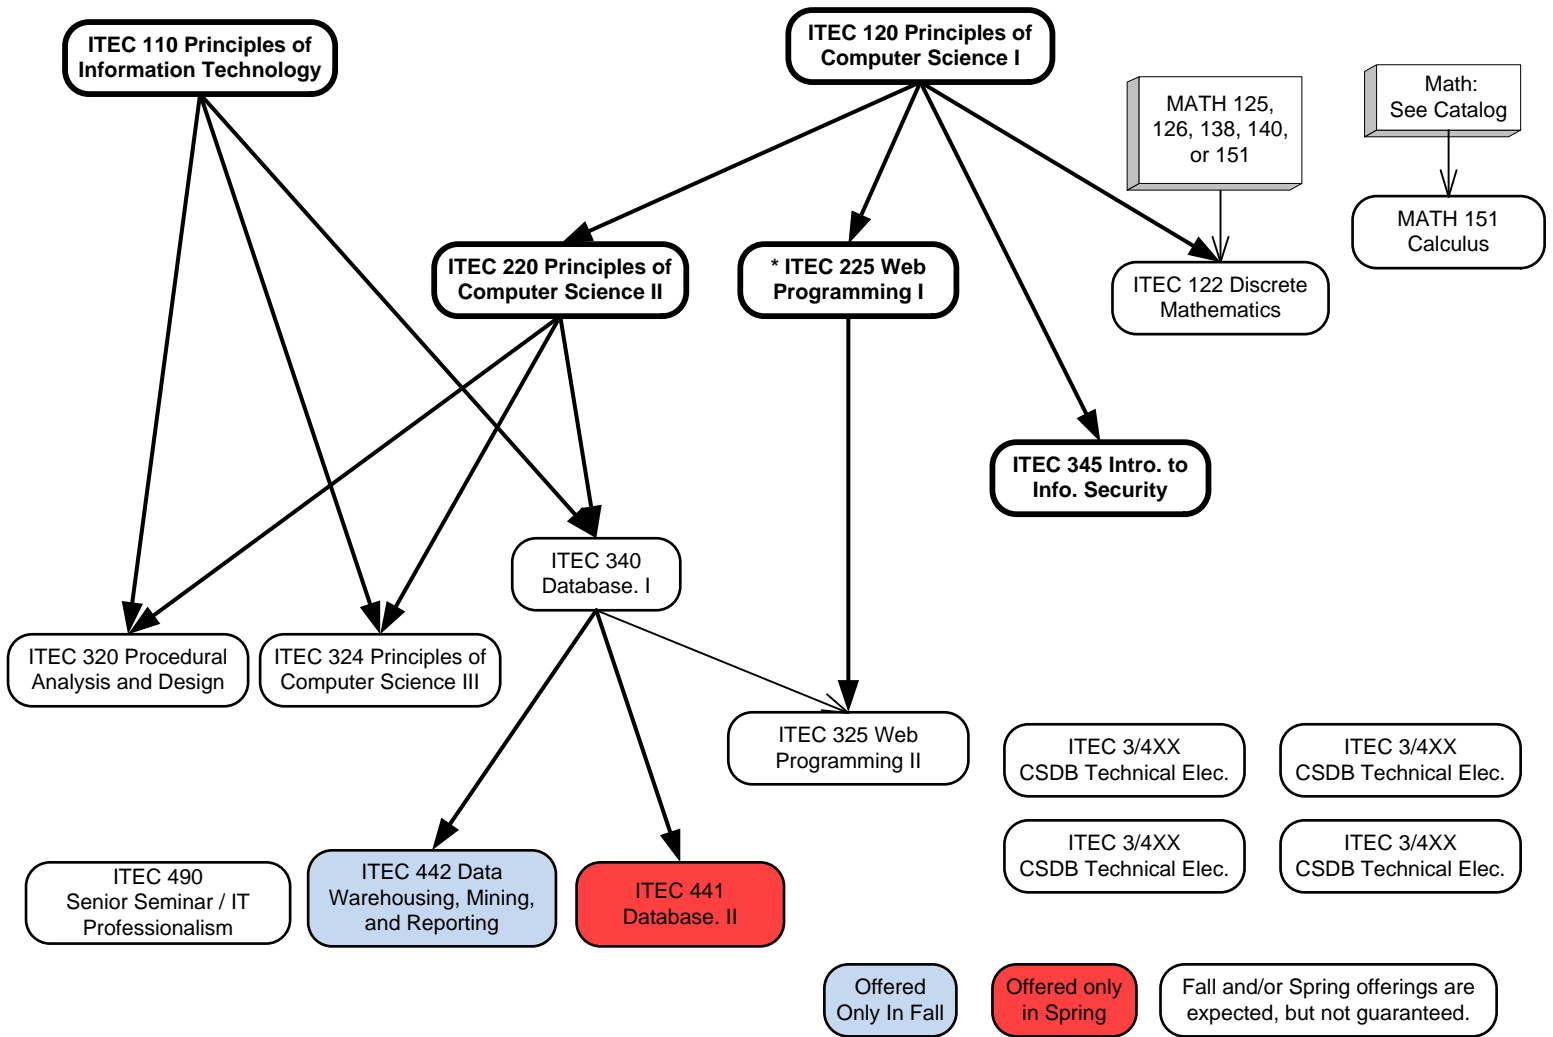 ITEC 110 Principles of
Information Technology
ITEC 120 Principles of
Computer Science I
MATH 125,
126, 138, 140,
or 151
Math:
See Catalog
MATH 151
Calculus
ITEC 220 Principles of
Computer Science II
* ITEC 225 Web
Programming I
ITEC 122 Discrete
Mathematics
ITEC 345 Intro. to
Info. Security
ITEC 340
Database. I
ITEC 320 Procedural
Analysis and Design
ITEC 324 Principles of
Computer Science III
ITEC 325 Web
Programming II
ITEC 3/4XX
CSDB Technical Elec.
ITEC 3/4XX
CSDB Technical Elec.
ITEC 3/4XX
CSDB Technical Elec.
ITEC 3/4XX
CSDB Technical Elec.
ITEC 490
Senior Seminar / IT
Professionalism
ITEC 442 Data
Warehousing, Mining,
and Reporting
ITEC 441
Database. II
Offered
Only In Fall
Offered only
in Spring
Fall and/or Spring offerings are
expected, but not guaranteed.